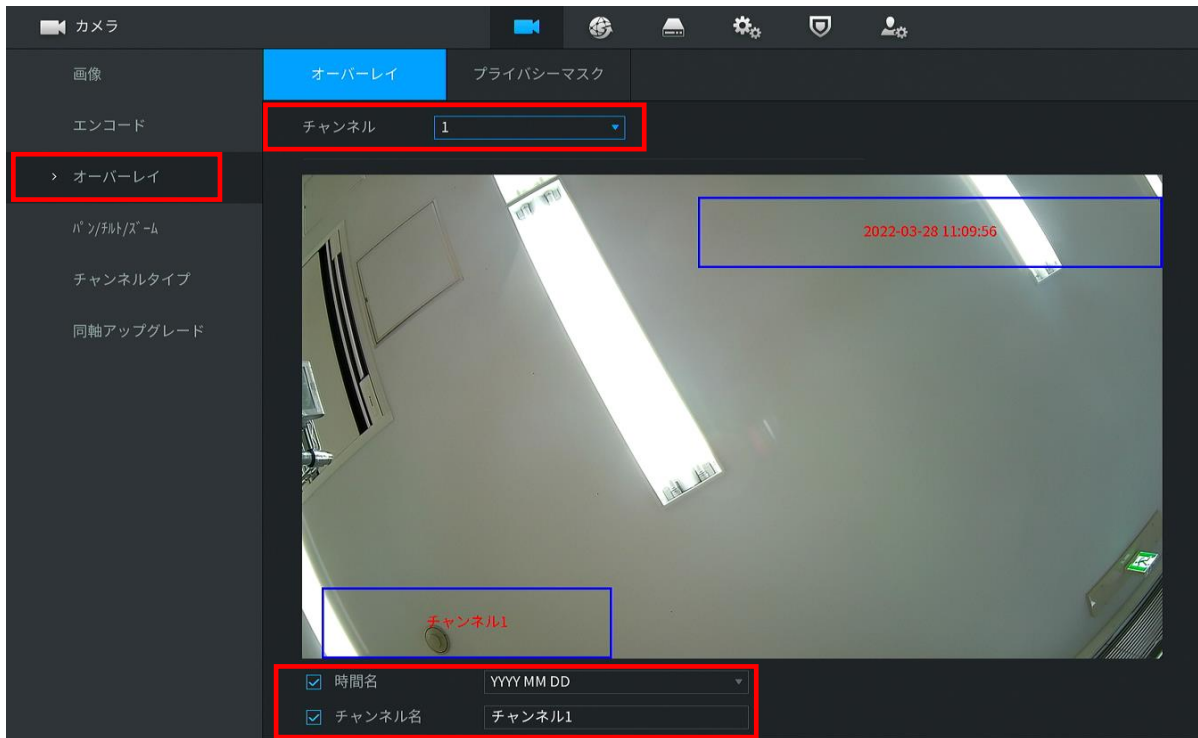 カメラ
画像
エンコード
オーバーレイ
パン/チルト/ズーム
チャンネルタイプ
同軸アップグレード
オーバーレイ プライバシーマスク
チャンネル 1
2022-03-28 11:09:56
チャンネル1
時間名 YYYY MM DD
チャンネル名 チャンネル1